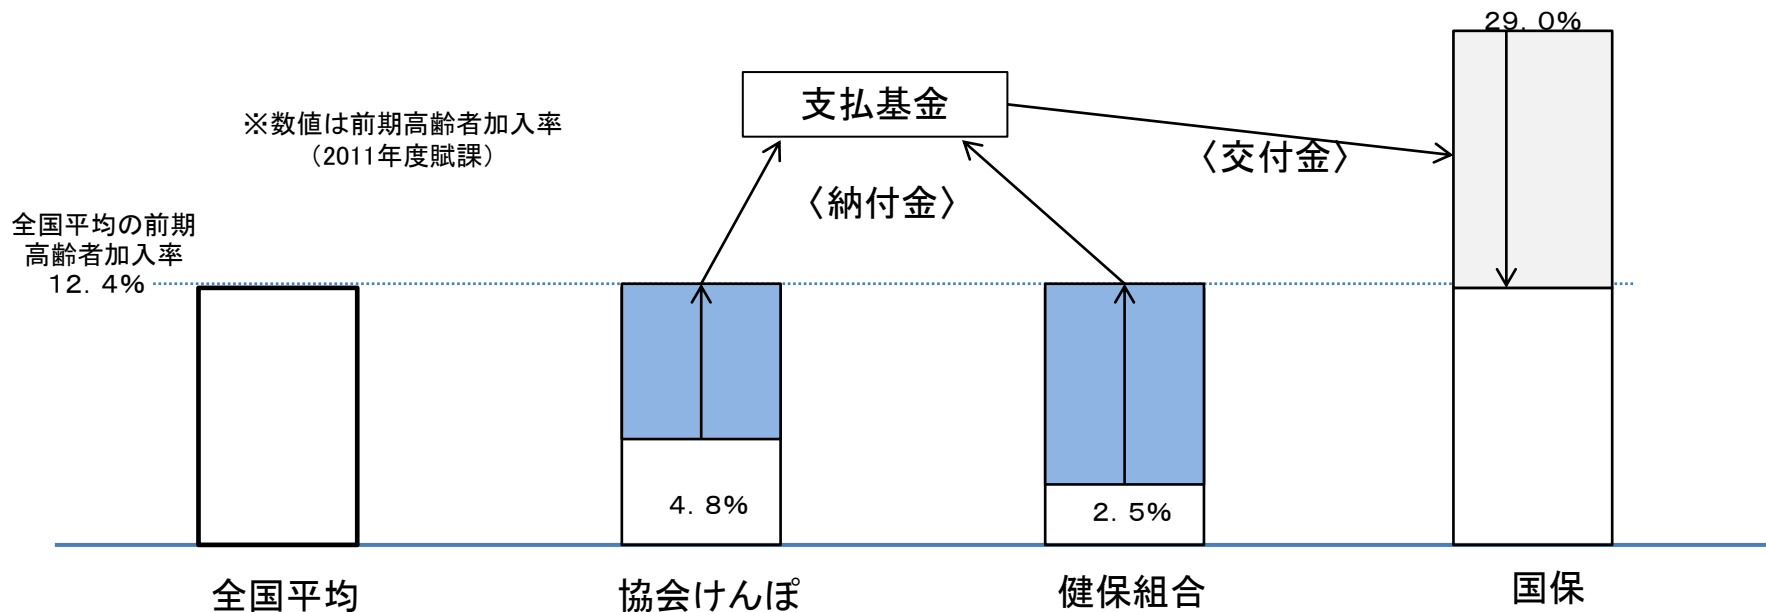 29．0%
支払基金
※数値は前期高齢者加入率
（2011年度賦課）
〈交付金〉
〈納付金〉
全国平均の前期
高齢者加入率
12．4%
4．8%
2．5%
全国平均
協会けんぽ
健保組合
国保